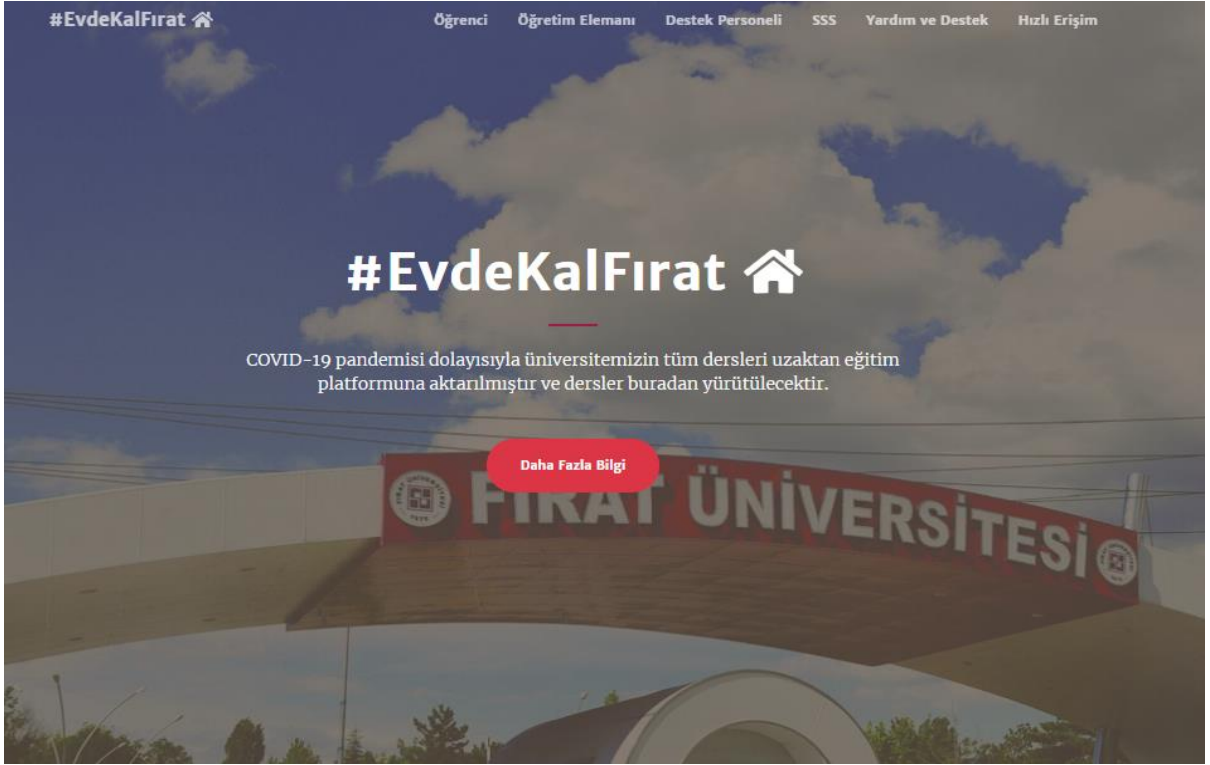 #EvdeKalFırat
Öğrenci Öğretim Elemanı Destek Personeli SSS Yardım ve Destek Hızlı Erişim
#EvdeKalFırat
COVID-19 pandemisi dolayısıyla üniversitemizin tüm dersleri uzaktan eğitim
platformuna aktarılmıştır ve dersler buradan yürütülecektir.
Daha Fazla Bilgi
FIRAT ÜNİVERSİTESİ